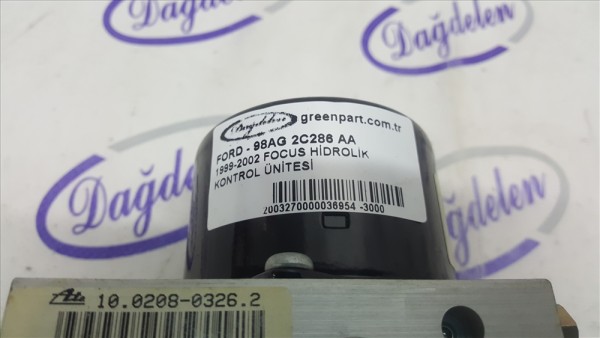 Dağdelen
Dağdelen
Dağdelen
Dağdelen greenpart.com.tr
FORD - 98AG 2C286 AA
1999-2002 FOCUS HİDROLİK
KONTROL ÜNİTESİ
2003270000036954 -3000
Ate 10.0208-0326.2